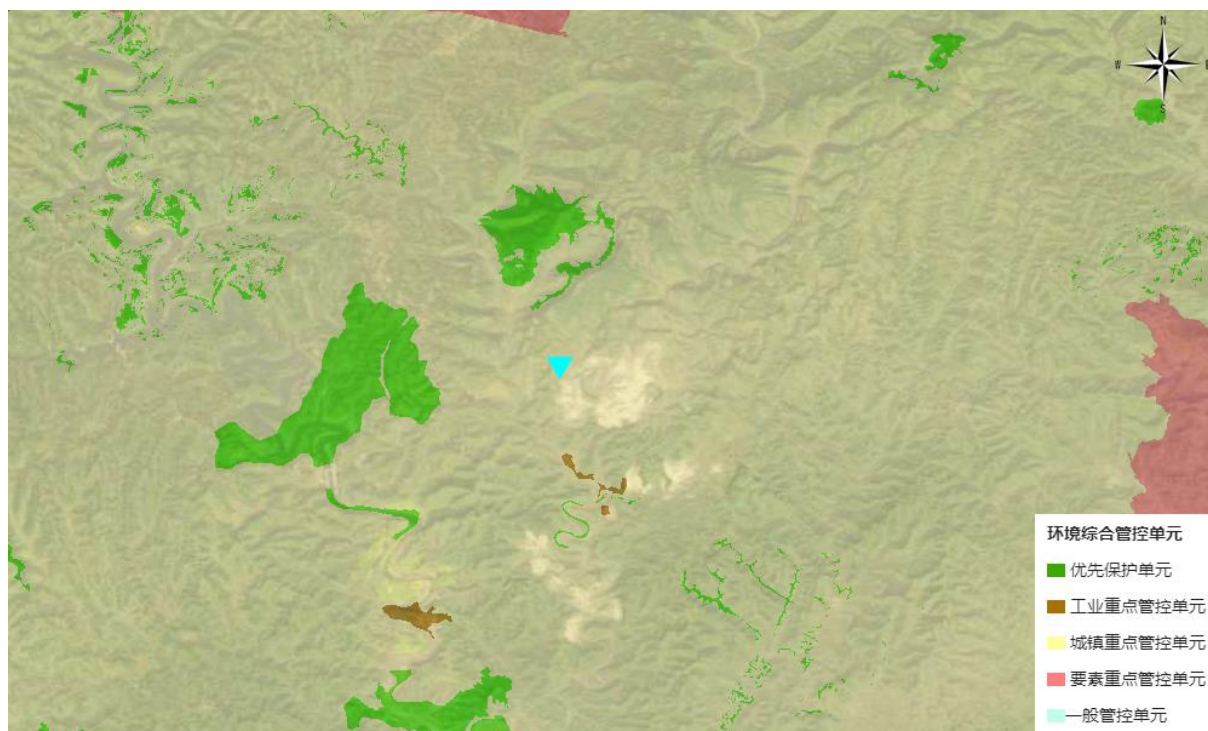 N
W
S
环境综合管控单元
优先保护单元
工业重点管控单元
城镇重点管控单元
要素重点管控单元
一般管控单元